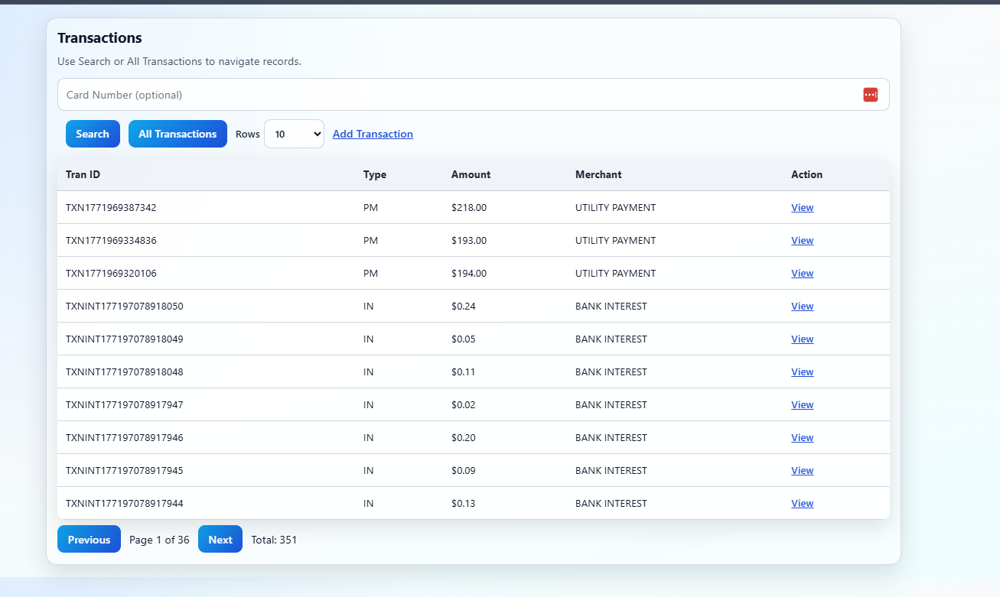 Transactions
Use Search or All Transactions to navigate records.
Card Number (optional)
Search All Transactions Rows 10 Add Transaction
Tran ID Type Amount Merchant Action
TXN1771969387342 PM $218.00 UTILITY PAYMENT View
TXN1771969334836 PM $193.00 UTILITY PAYMENT View
TXN1771969320106 PM $194.00 UTILITY PAYMENT View
TXNINT177197078918050 IN $0.24 BANK INTEREST View
TXNINT177197078918049 IN $0.05 BANK INTEREST View
TXNINT177197078918048 IN $0.11 BANK INTEREST View
TXNINT177197078917947 IN $0.02 BANK INTEREST View
TXNINT177197078917946 IN $0.20 BANK INTEREST View
TXNINT177197078917945 IN $0.09 BANK INTEREST View
TXNINT177197078917944 IN $0.13 BANK INTEREST View
Previous Page 1 of 36 Next Total: 351